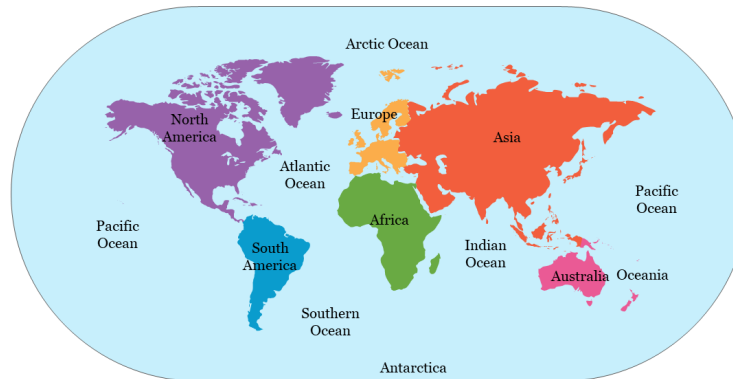 Arctic Ocean
Europe
North
America
Asia
Atlantic
Ocean
Pacific
Ocean
Africa
Pacific
Ocean
South
America
Indian
Ocean
Australia
Oceania
Southern
Ocean
Antarctica